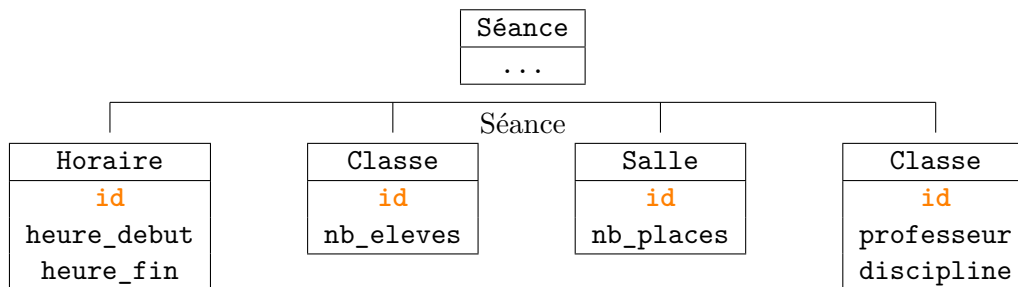 Séance
...
Séance
Horaire
id
heure_debut
heure_fin
Classe
id
nb_eleves
Salle
id
nb_places
Classe
id
professeur
discipline